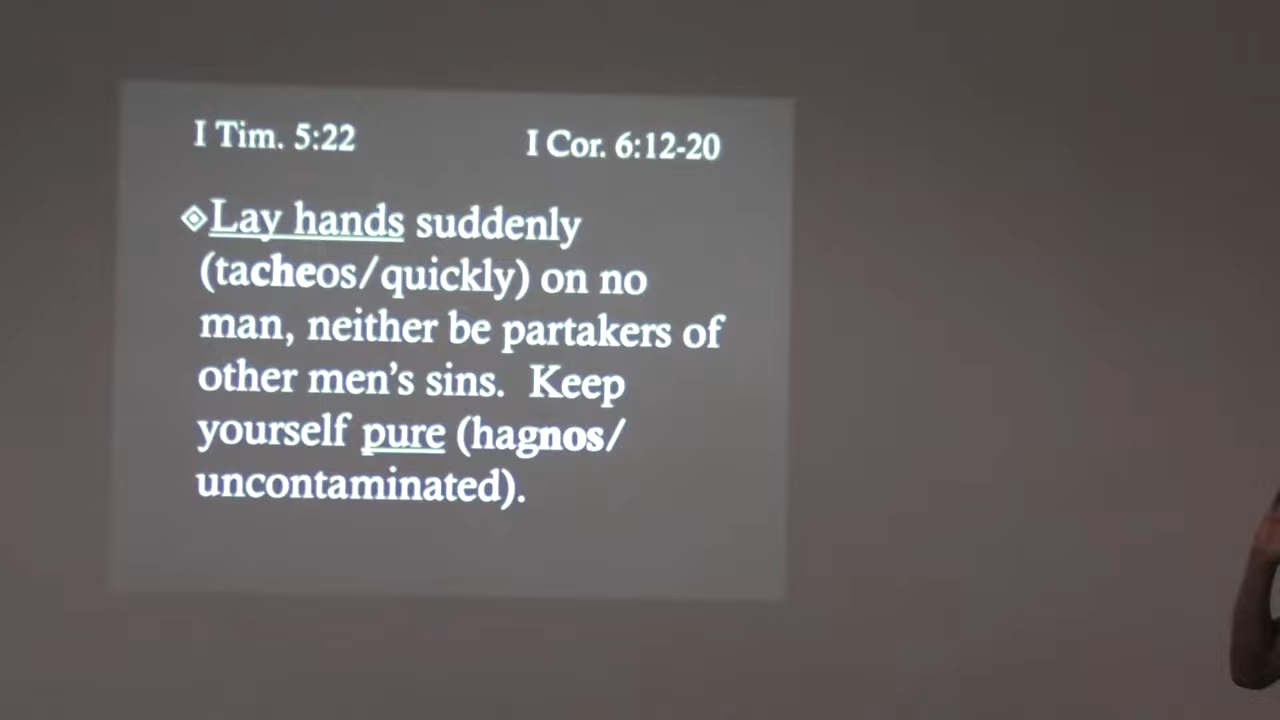 I Tim. 5:22 I Cor. 6:12-20
Lay hands suddenly
(tacheos/quickly) on no
man, neither be partakers of
other men’s sins.  Keep
yourself pure (hagnos/
uncontaminated).